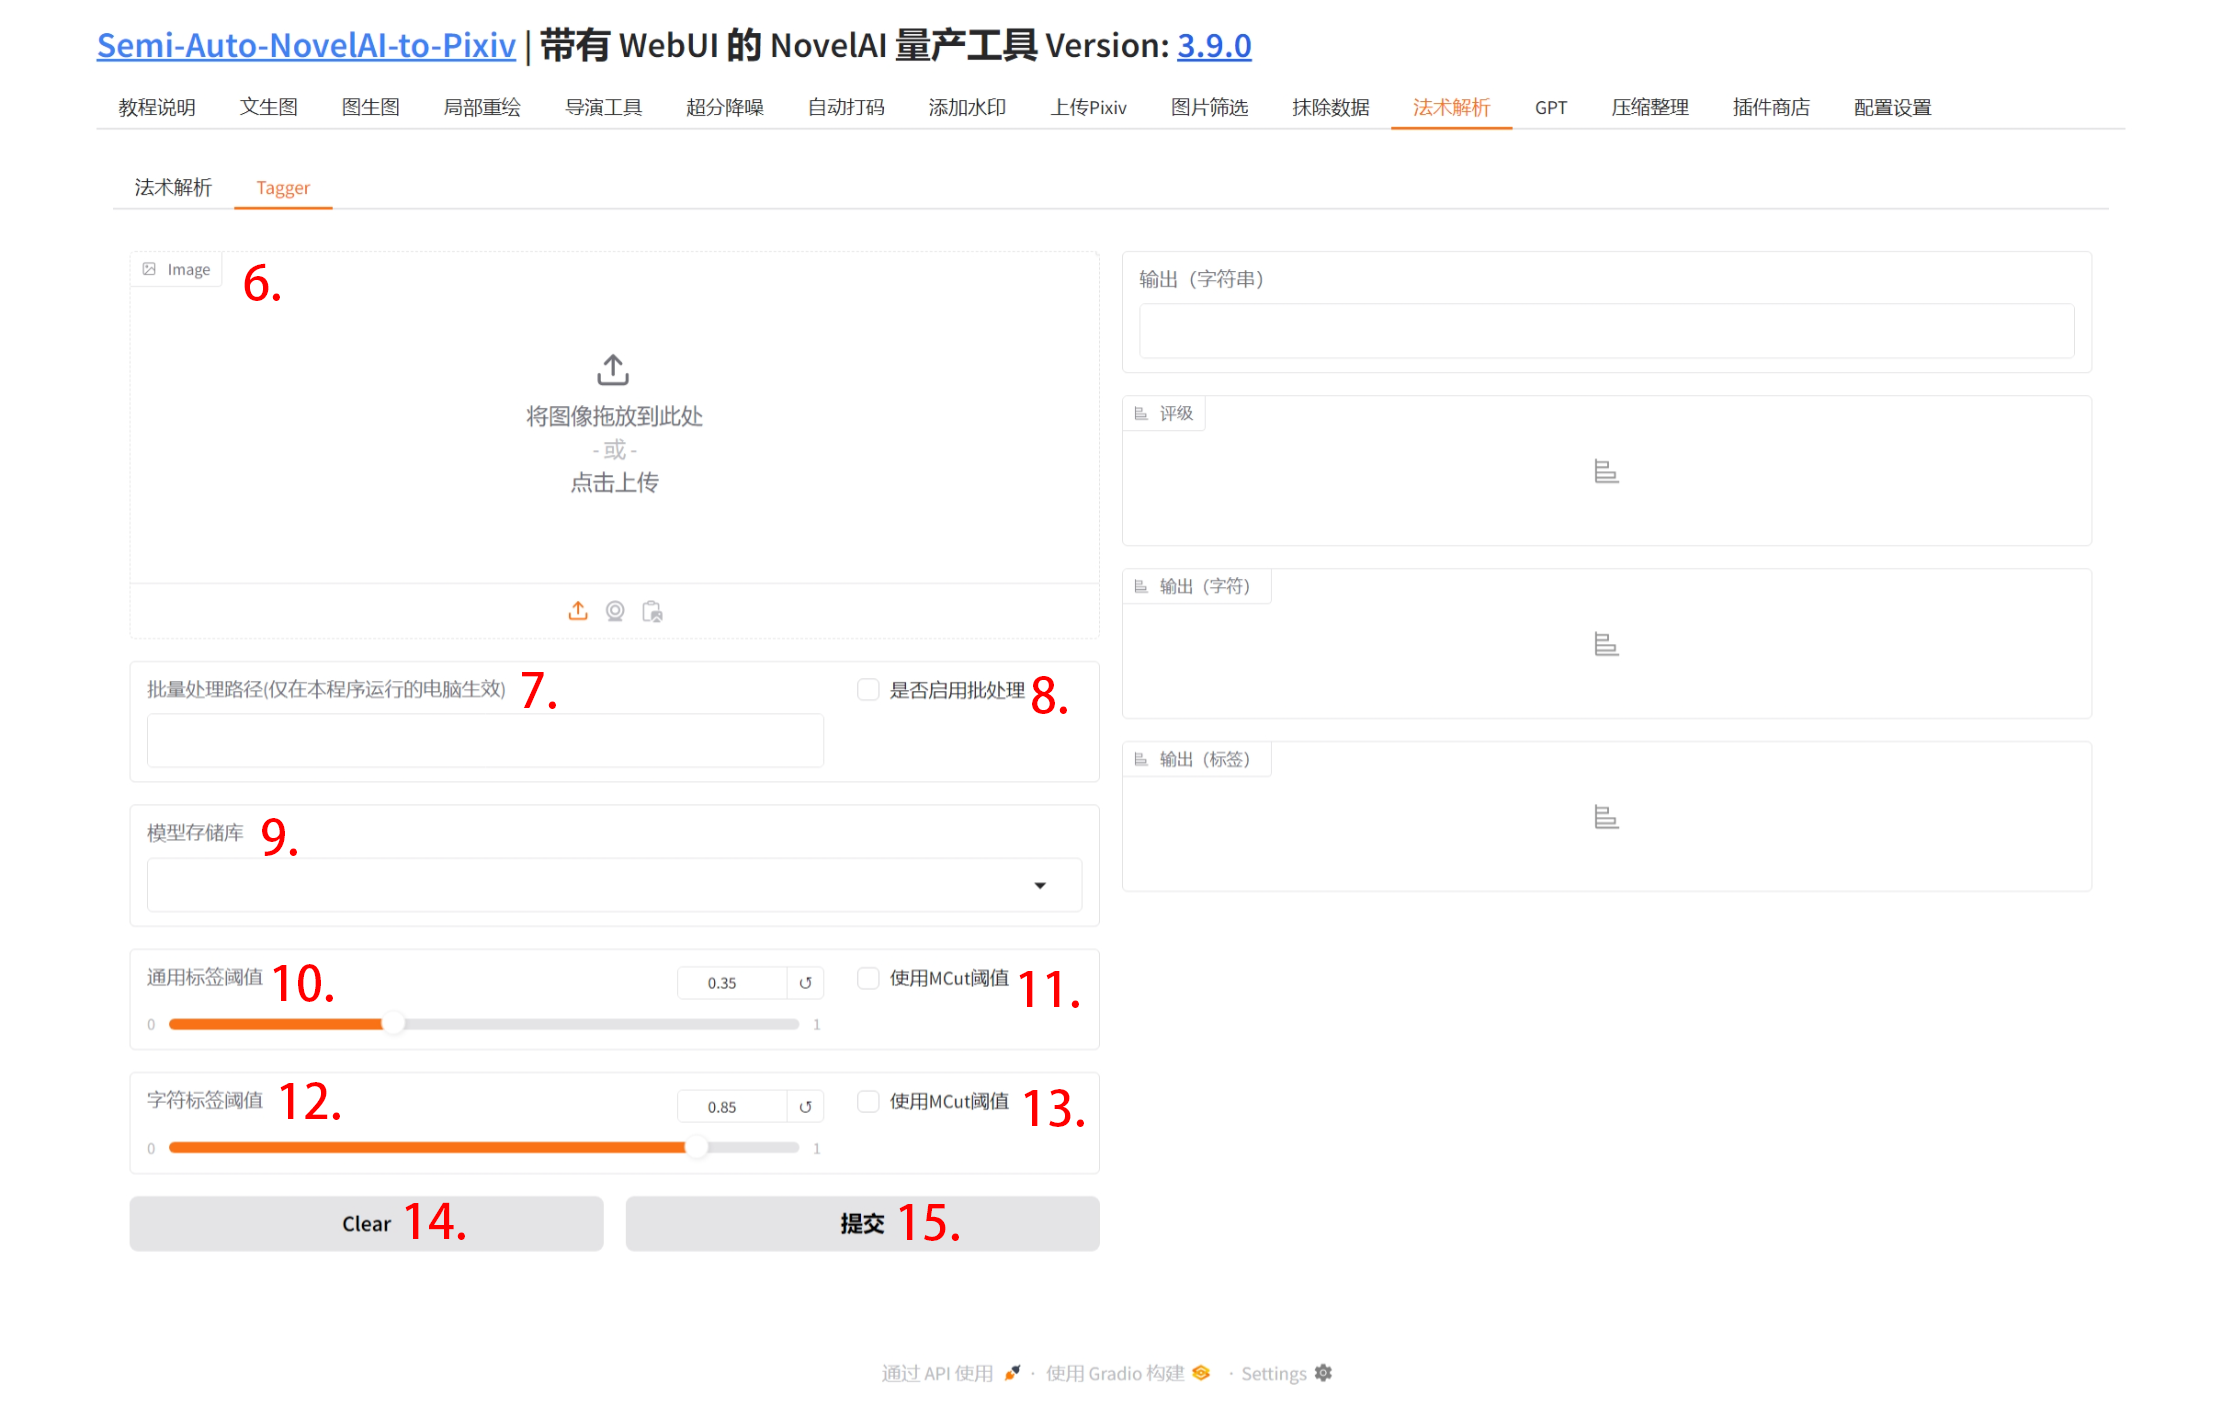 Semi-Auto-NovelAI-to-Pixiv | 带有 WebUI 的 NovelAI 量产工具 Version: 3.9.0
教程说明 文生图 图生图 局部重绘 导演工具 超分降噪 自动打码 添加水印 上传Pixiv 图片筛选 抹除数据 法术解析 GPT 压缩整理 插件商店 配置设置
法术解析 Tagger
Image 6.
将图像拖放到此处
- 或 -
点击上传
批量处理路径(仅在本程序运行的电脑生效) 7.
是否启用批处理 8.
模型存储库 9.
通用标签阈值 10.
0.35 ↺
使用MCut阈值 11.
0 1
字符标签阈值 12.
0.85 ↺
使用MCut阈值 13.
0 1
Clear 14.
提交 15.
输出（字符串）
评级
输出（字符）
输出（标签）
通过 API 使用 · 使用 Gradio 构建 · Settings